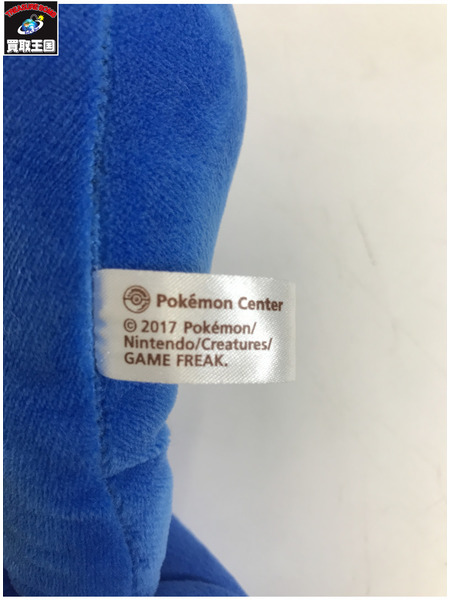 買取王国
Pokémon Center
© 2017 Pokémon/
Nintendo/Creatures/
GAME FREAK.